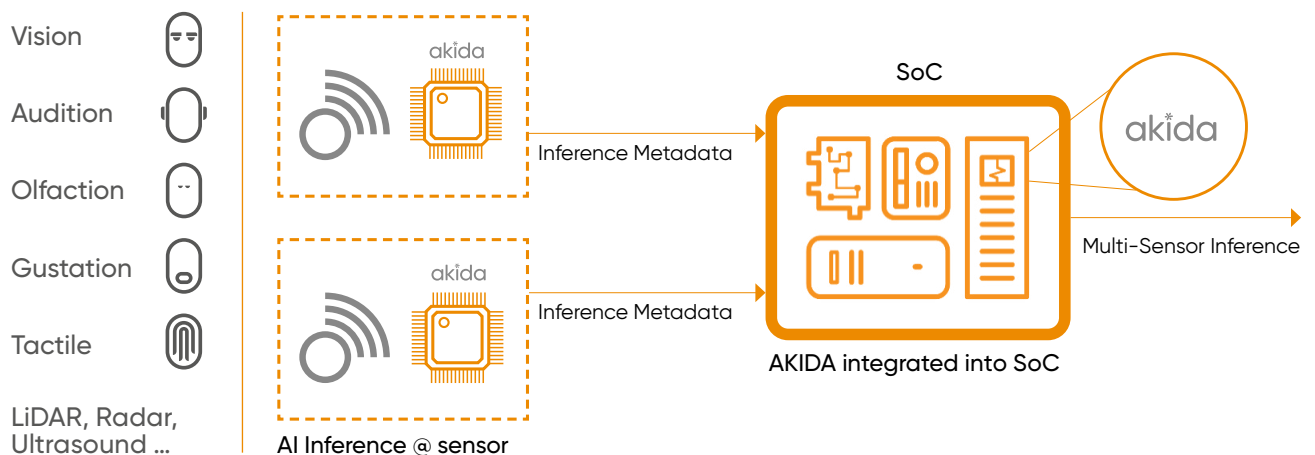 Vision
Audition
Olfaction
Gustation
Tactile
LiDAR, Radar,
Ultrasound ...
akida
akida
AI Inference @ sensor
Inference Metadata
Inference Metadata
SoC
AKIDA integrated into SoC
akida
Multi-Sensor Inference